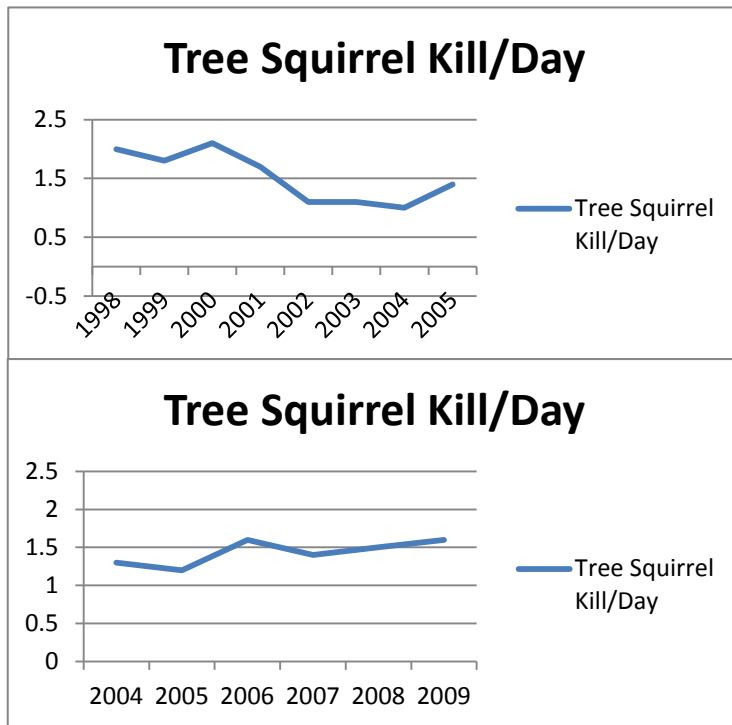 Tree Squirrel Kill/Day
2.5
1.5
0.5
-0.5
1998 1999 2000 2001 2002 2003 2004 2005
Tree Squirrel
Kill/Day
Tree Squirrel Kill/Day
2.5
2
1.5
1
0.5
0
2004 2005 2006 2007 2008 2009
Tree Squirrel
Kill/Day